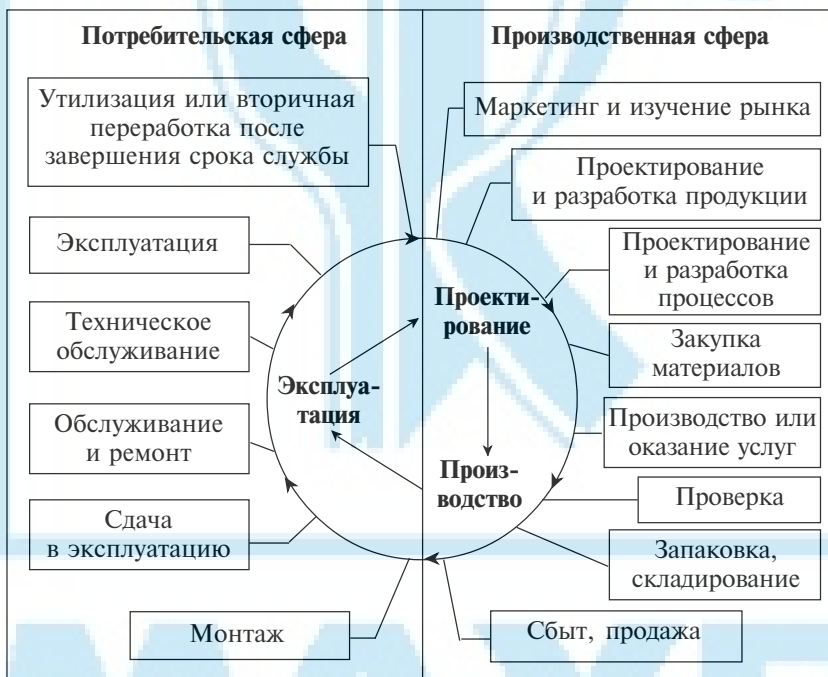 Потребительская сфера
Производственная сфера
Утилизация или вторичная
переработка после
завершения срока службы
Маркетинг и изучение рынка
Проектирование
и разработка продукции
Эксплуатация
Проектирование
и разработка
процессов
Проекти-
рование
Техническое
обслуживание
Закупка
материалов
Эксплуа-
тация
Обслуживание
и ремонт
Производство или
оказание услуг
Произ-
водство
Проверка
Сдача
в эксплуатацию
Запаковка,
складирование
Монтаж
Сбыт, продажа